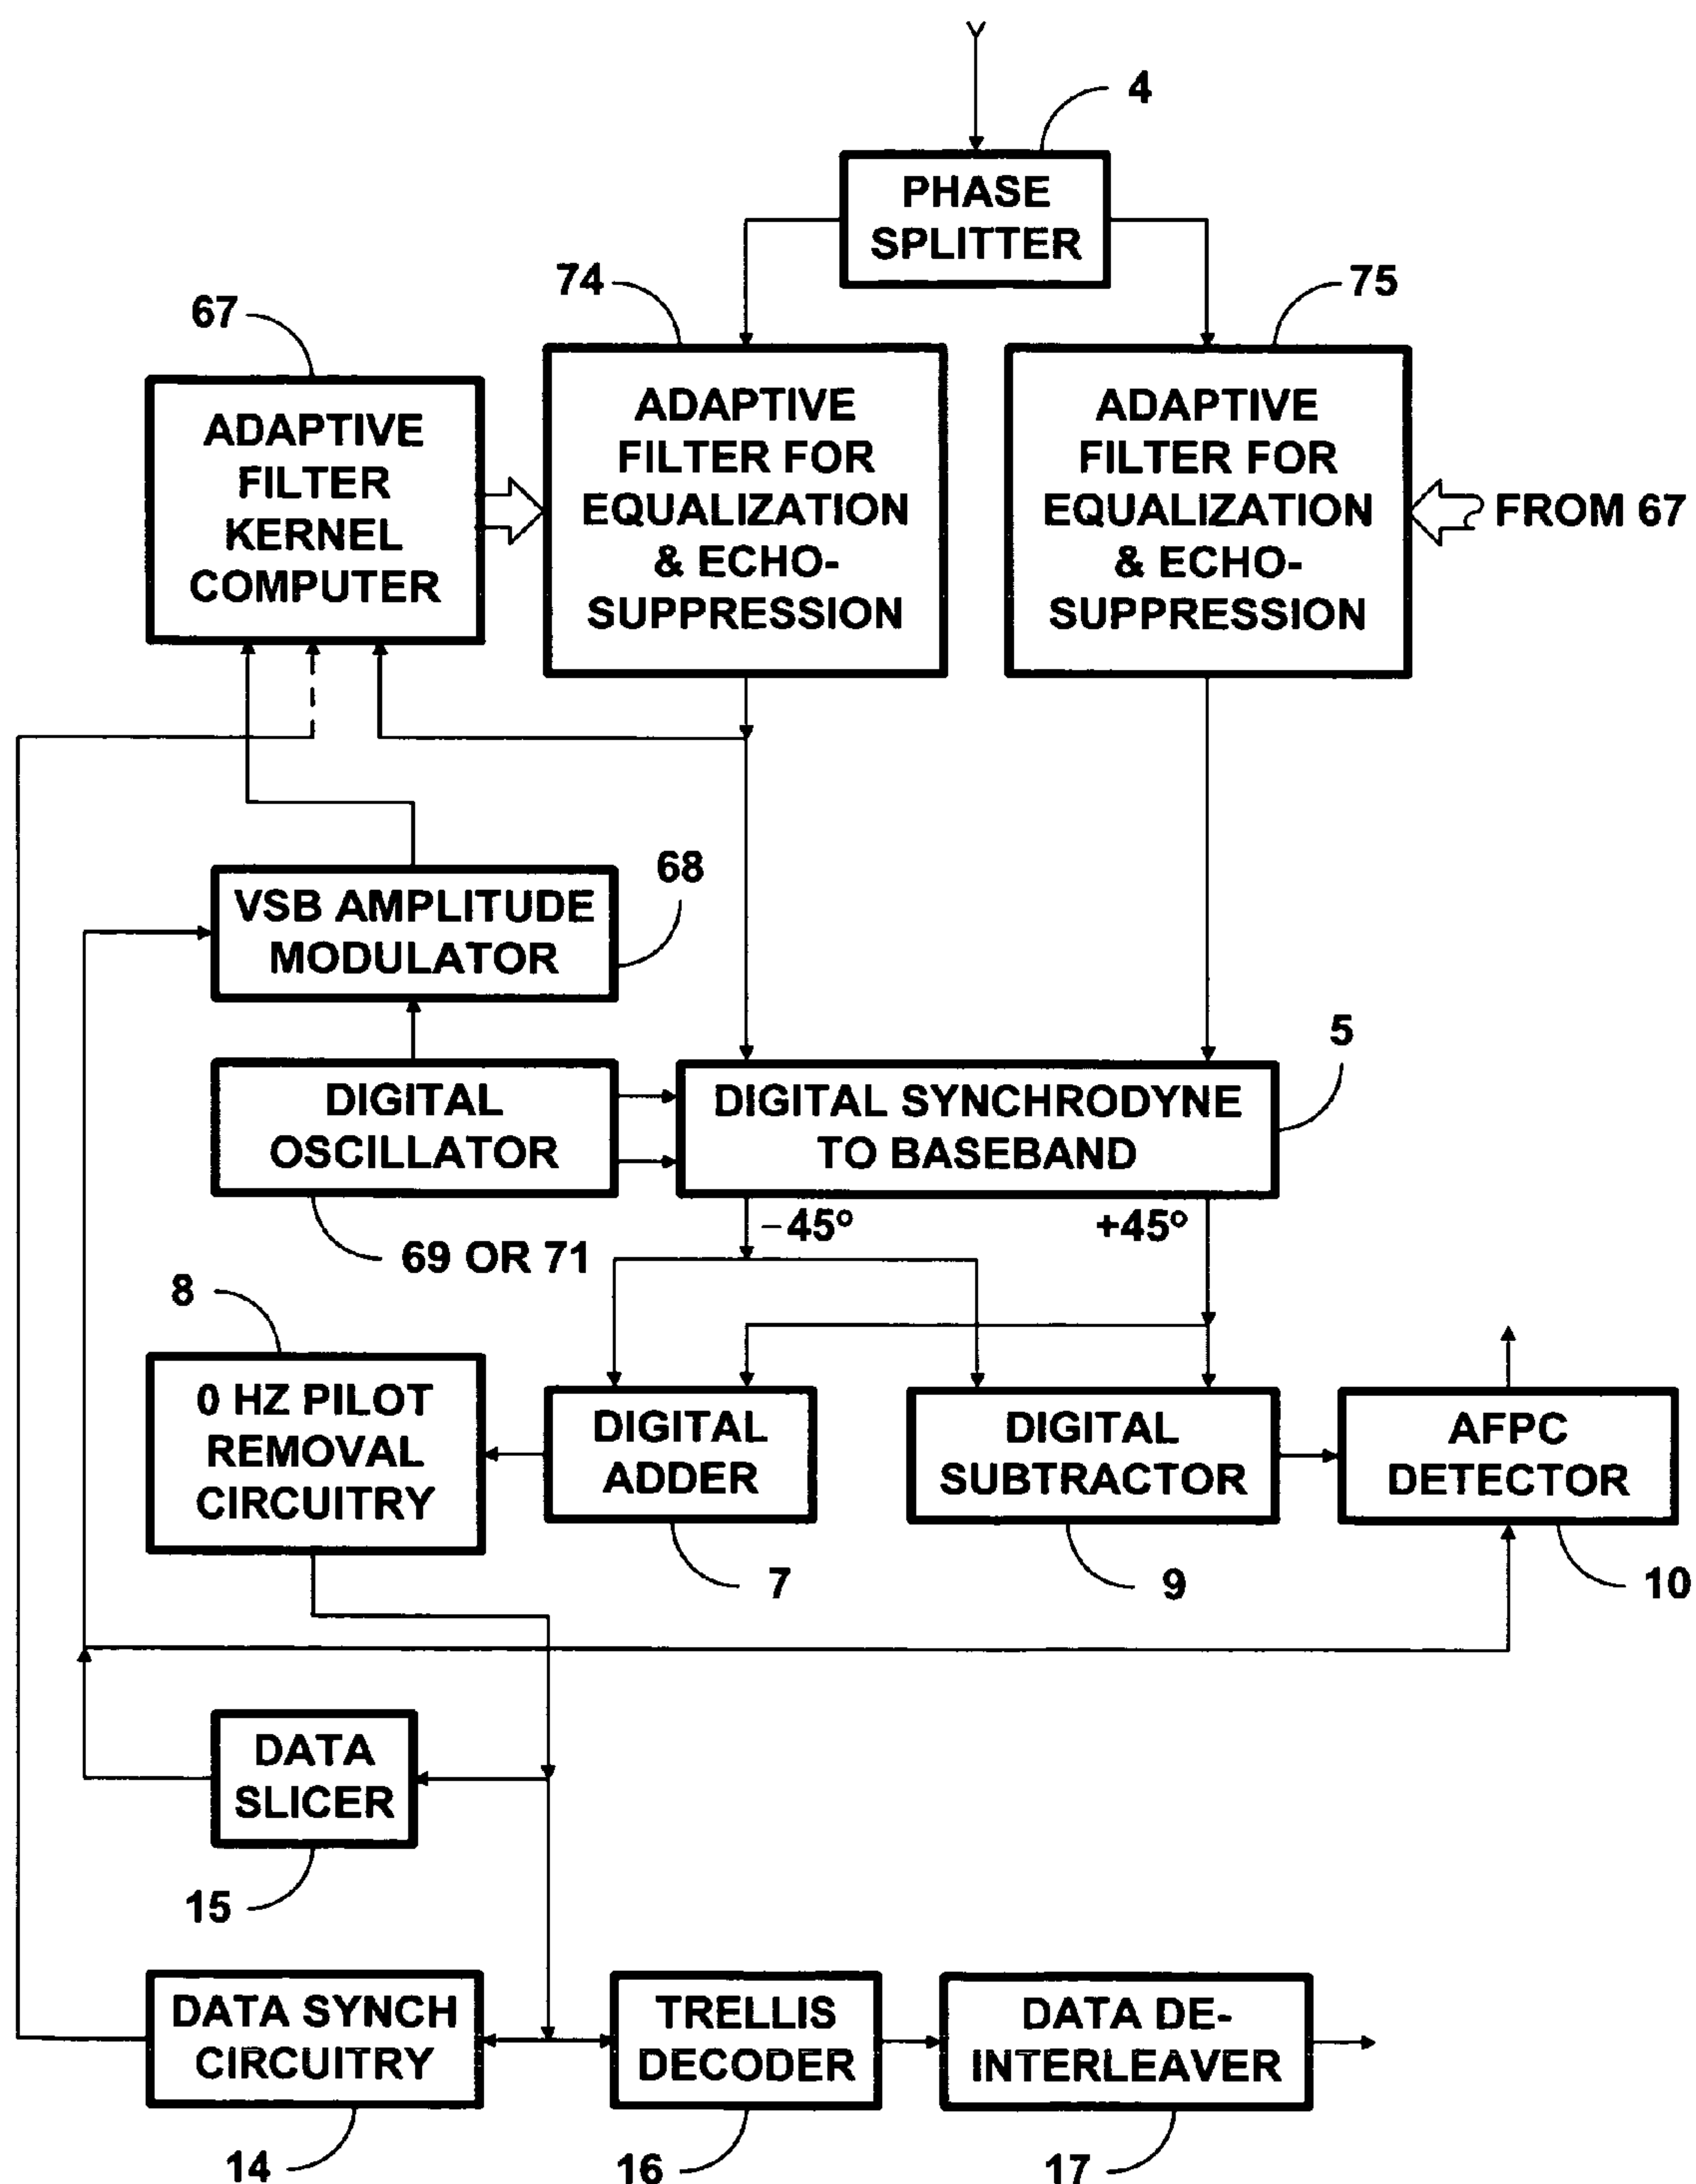 4
PHASE
SPLITTER
74
75
67
ADAPTIVE
FILTER
KERNEL
COMPUTER
ADAPTIVE
FILTER FOR
EQUALIZATION
& ECHO-
SUPPRESSION
ADAPTIVE
FILTER FOR
EQUALIZATION
& ECHO-
SUPPRESSION
FROM 67
68
VSB AMPLITUDE
MODULATOR
5
DIGITAL
OSCILLATOR
DIGITAL SYNCHRODYNE
TO BASEBAND
69 OR 71
–45º
+45º
8
0 HZ PILOT
REMOVAL
CIRCUITRY
DIGITAL
ADDER
DIGITAL
SUBTRACTOR
AFPC
DETECTOR
7
9
10
DATA
SLICER
15
DATA SYNCH
CIRCUITRY
TRELLIS
DECODER
DATA DE-
INTERLEAVER
14
16
17